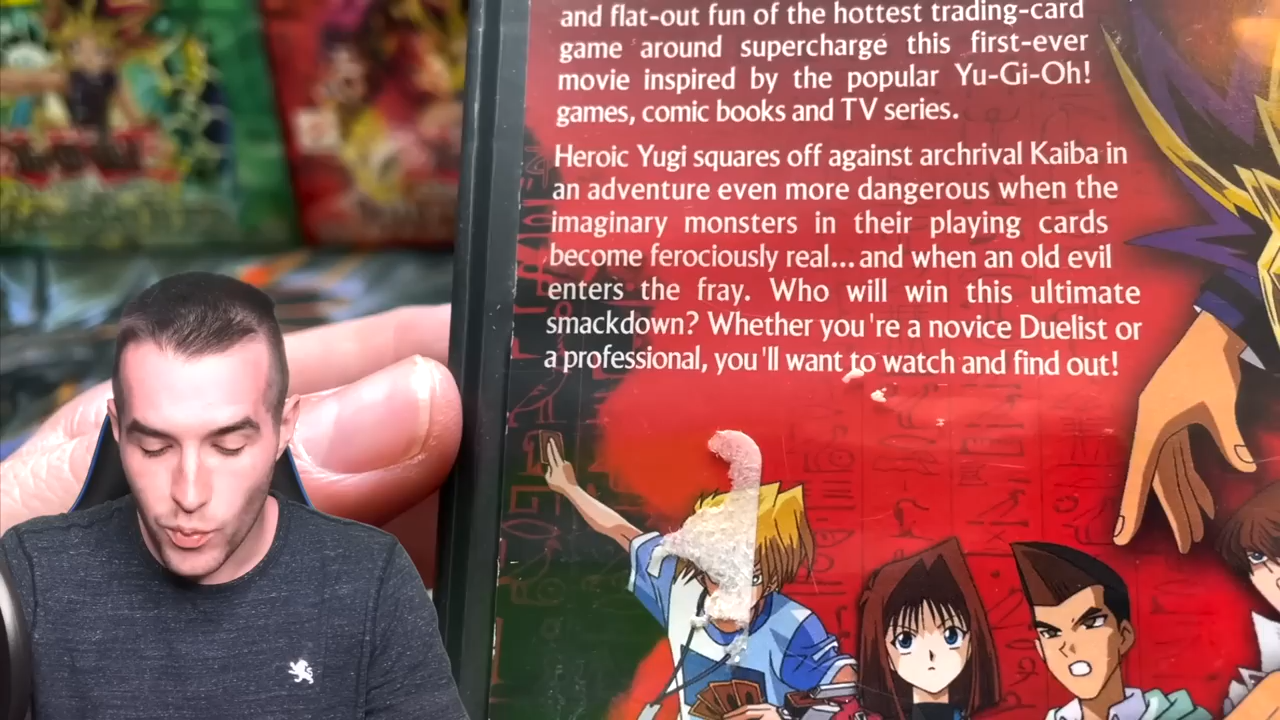 and flat-out fun of the hottest trading-card
game around supercharge this first-ever
movie inspired by the popular Yu-Gi-Oh!
games, comic books and TV series.
Heroic Yugi squares off against archrival Kaiba in
an adventure even more dangerous when the
imaginary monsters in their playing cards
become ferociously real...and when an old evil
enters the fray. Who will win this ultimate
smackdown? Whether you're a novice Duelist or
a professional, you'll want to watch and find out!